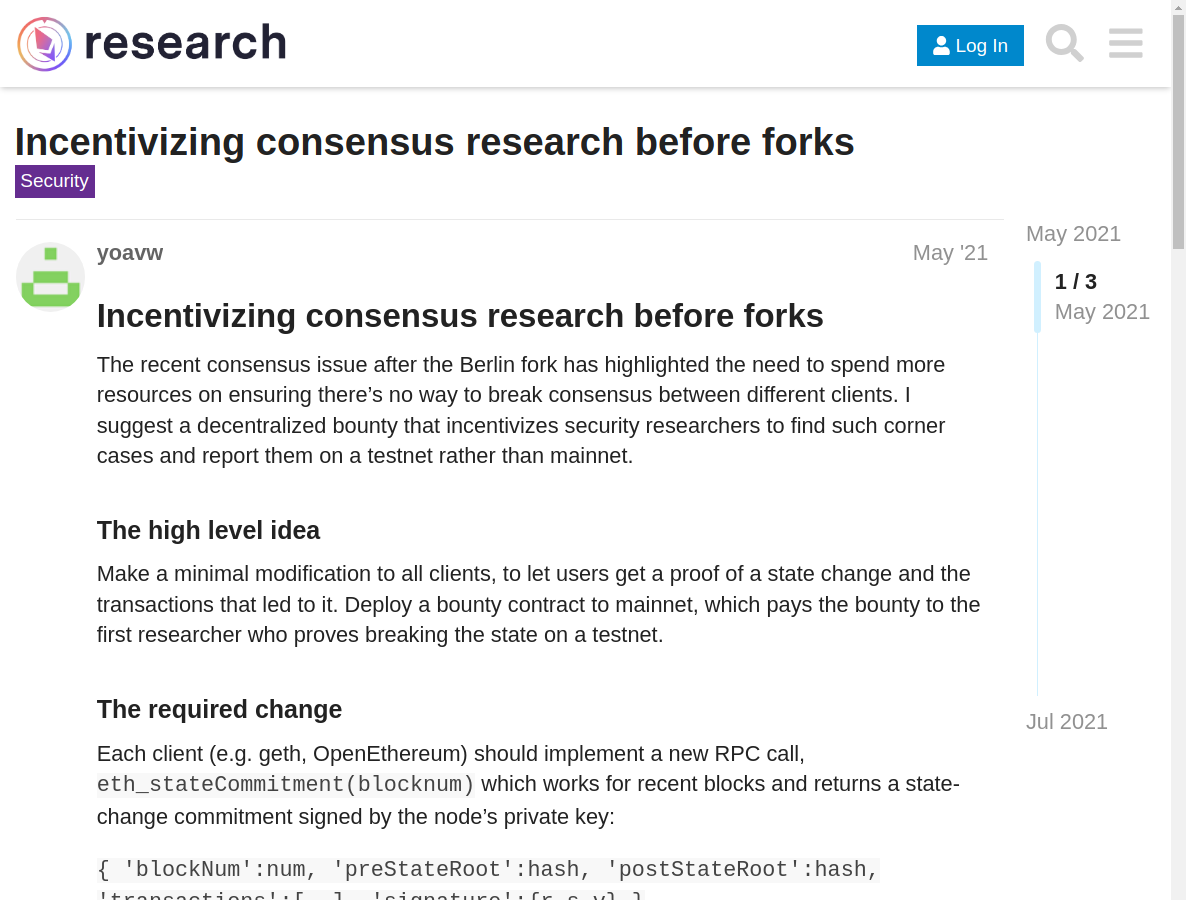 research
Log In
Incentivizing consensus research before forks
Security
May 2021
yoavw
May '21
1 / 3
May 2021
Incentivizing consensus research before forks
The recent consensus issue after the Berlin fork has highlighted the need to spend more
resources on ensuring there’s no way to break consensus between different clients. I
suggest a decentralized bounty that incentivizes security researchers to find such corner
cases and report them on a testnet rather than mainnet.
The high level idea
Make a minimal modification to all clients, to let users get a proof of a state change and the
transactions that led to it. Deploy a bounty contract to mainnet, which pays the bounty to the
first researcher who proves breaking the state on a testnet.
The required change
Jul 2021
Each client (e.g. geth, OpenEthereum) should implement a new RPC call,
eth_stateCommitment(blocknum) which works for recent blocks and returns a state-
change commitment signed by the node’s private key:
{ 'blockNum':num, 'preStateRoot':hash, 'postStateRoot':hash,